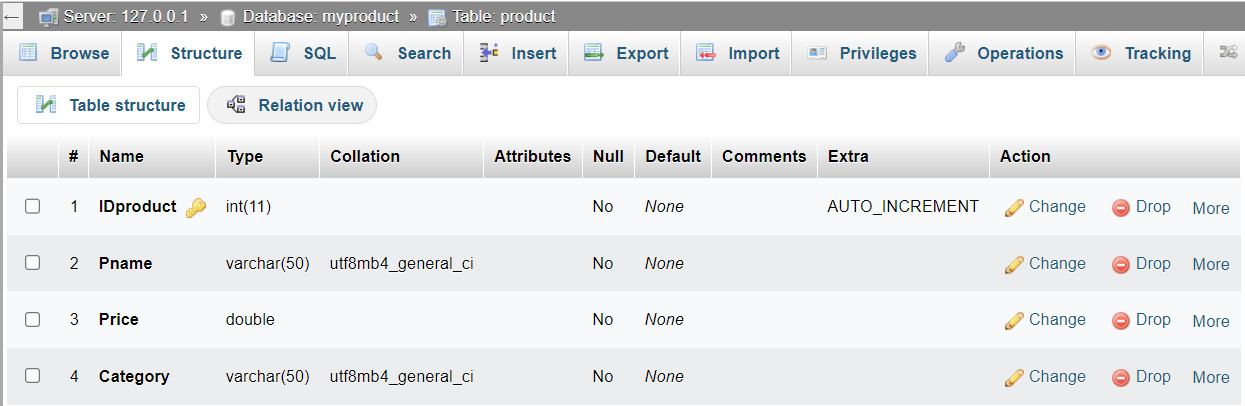 ← Server: 127.0.0.1 » Database: myproduct » Table: product
Browse Structure SQL Search Insert Export Import Privileges Operations Tracking
Table structure Relation view
# Name Type Collation Attributes Null Default Comments Extra Action
1 IDproduct int(11) No None AUTO_INCREMENT Change Drop More
2 Pname varchar(50) utf8mb4_general_ci No None Change Drop More
3 Price double No None Change Drop More
4 Category varchar(50) utf8mb4_general_ci No None Change Drop More